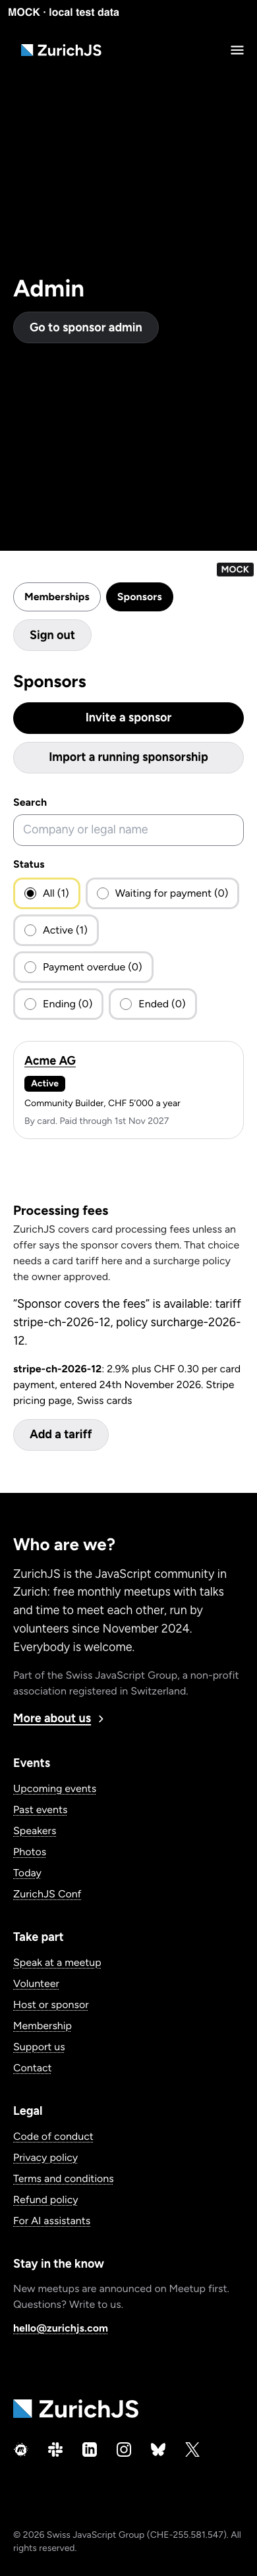 MOCK · local test data
ZurichJS
Admin
Go to sponsor admin
MOCK
Memberships
Sponsors
Sign out
Sponsors
Invite a sponsor
Import a running sponsorship
Search
Company or legal name
Status
All (1)
Waiting for payment (0)
Active (1)
Payment overdue (0)
Ending (0)
Ended (0)
Acme AG
Active
Community Builder, CHF 5'000 a year
By card. Paid through 1st Nov 2027
Processing fees
ZurichJS covers card processing fees unless an
offer says the sponsor covers them. That choice
needs a card tariff here and a surcharge policy
the owner approved.
“Sponsor covers the fees” is available: tariff
stripe-ch-2026-12, policy surcharge-2026-
12.
stripe-ch-2026-12: 2.9% plus CHF 0.30 per card
payment, entered 24th November 2026. Stripe
pricing page, Swiss cards
Add a tariff
Who are we?
ZurichJS is the JavaScript community in
Zurich: free monthly meetups with talks
and time to meet each other, run by
volunteers since November 2024.
Everybody is welcome.
Part of the Swiss JavaScript Group, a non-profit
association registered in Switzerland.
More about us
Events
Upcoming events
Past events
Speakers
Photos
Today
ZurichJS Conf
Take part
Speak at a meetup
Volunteer
Host or sponsor
Membership
Support us
Contact
Legal
Code of conduct
Privacy policy
Terms and conditions
Refund policy
For AI assistants
Stay in the know
New meetups are announced on Meetup first.
Questions? Write to us.
hello@zurichjs.com
ZurichJS
© 2026 Swiss JavaScript Group (CHE-255.581.547). All
rights reserved.